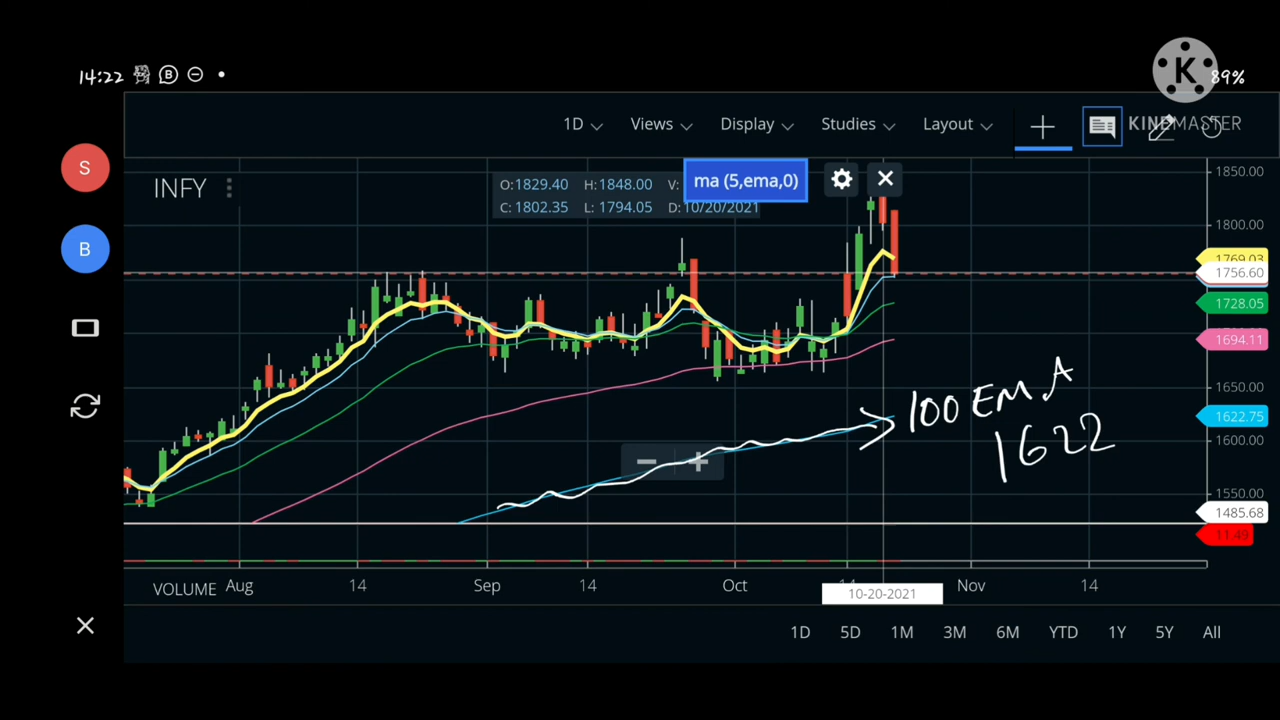 14:22
89%
K
KINEMASTER
S
B
1D
Views
Display
Studies
Layout
INFY
O:1829.40 H:1848.00 V:
C:1802.35 L: 1794.05 D:10/20/2021
ma (5,ema,0)
1850.00
1800.00
1769.03
1756.60
1728.05
1694.11
1650.00
1622.75
1600.00
1550.00
1485.68
11.49
100 EMA
1622
VOLUME
Aug 14 Sep 14 Oct 14 Nov 14
10-20-2021
1D 5D 1M 3M 6M YTD 1Y 5Y All